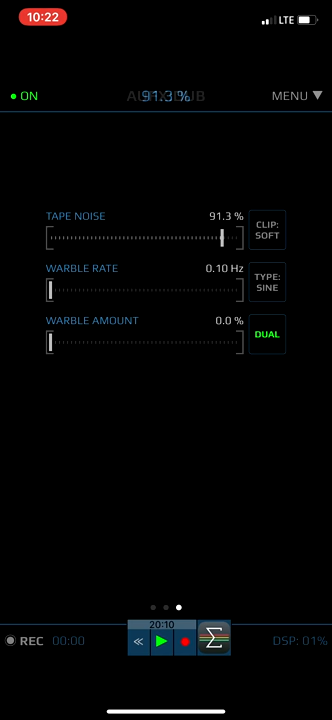 10:22
LTE
ON
91.3 %
MENU
TAPE NOISE 91.3 %
CLIP:
SOFT
WARBLE RATE 0.10 Hz
TYPE:
SINE
WARBLE AMOUNT 0.0 %
DUAL
20:10
REC 00:00
DSP: 01%